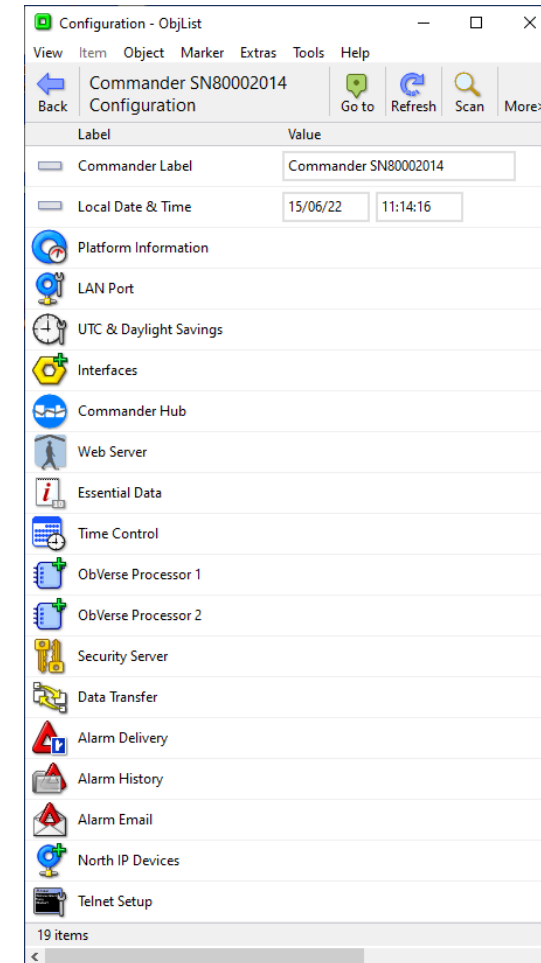 Configuration - ObjList
View Item Object Marker Extras Tools Help
Back
Commander SN80002014
Configuration
Go to Refresh Scan More>
Label Value
Commander Label Commander SN80002014
Local Date & Time 15/06/22 11:14:16
Platform Information
LAN Port
UTC & Daylight Savings
Interfaces
Commander Hub
Web Server
Essential Data
Time Control
ObVerse Processor 1
ObVerse Processor 2
Security Server
Data Transfer
Alarm Delivery
Alarm History
Alarm Email
North IP Devices
Telnet Setup
19 items